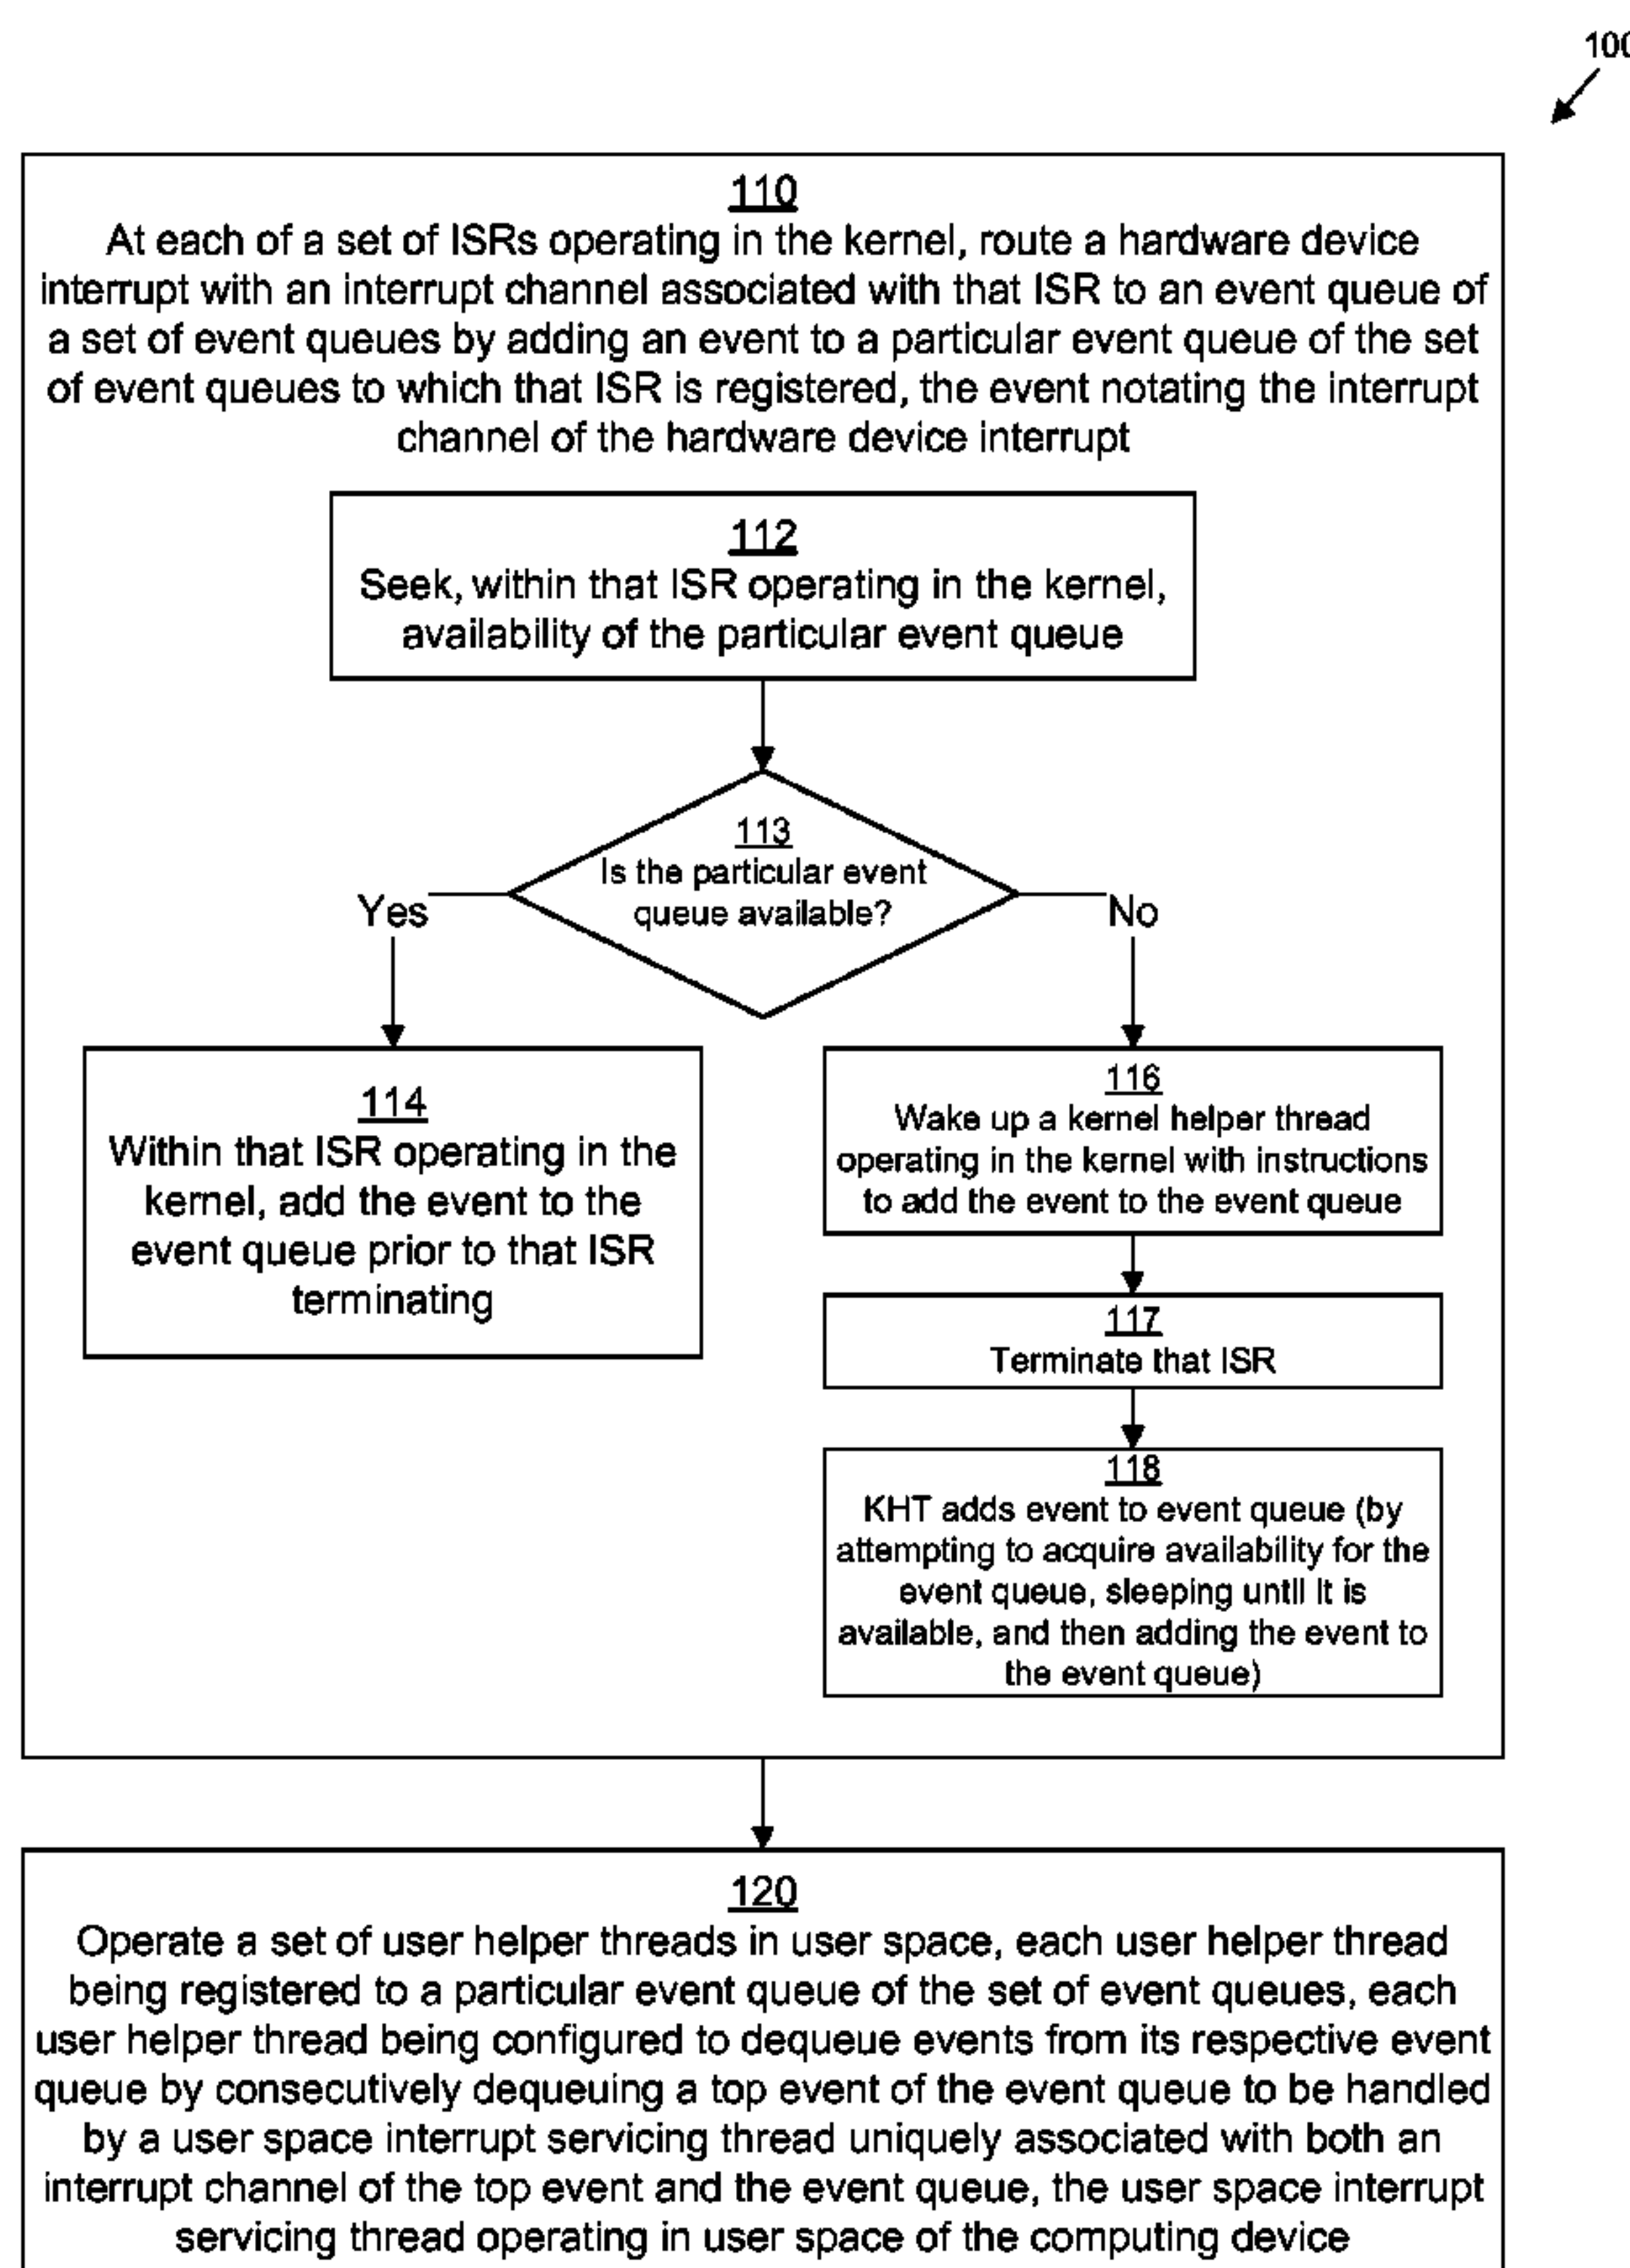 100
110
At each of a set of ISRs operating in the kernel, route a hardware device
interrupt with an interrupt channel associated with that ISR to an event queue of
a set of event queues by adding an event to a particular event queue of the set
of event queues to which that ISR is registered, the event notating the interrupt
channel of the hardware device interrupt
112
Seek, within that ISR operating in the kernel,
availability of the particular event queue
113
Is the particular event
queue available?
Yes
No
114
Within that ISR operating in the
kernel, add the event to the
event queue prior to that ISR
terminating
116
Wake up a kernel helper thread
operating in the kernel with instructions
to add the event to the event queue
117
Terminate that ISR
118
KHT adds event to event queue (by
attempting to acquire availability for the
event queue, sleeping until it is
available, and then adding the event to
the event queue)
120
Operate a set of user helper threads in user space, each user helper thread
being registered to a particular event queue of the set of event queues, each
user helper thread being configured to dequeue events from its respective event
queue by consecutively dequeuing a top event of the event queue to be handled
by a user space interrupt servicing thread uniquely associated with both an
interrupt channel of the top event and the event queue, the user space interrupt
servicing thread operating in user space of the computing device